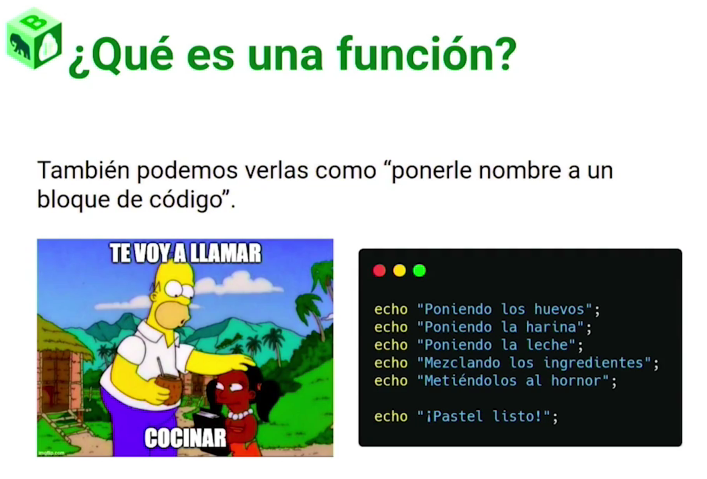 B
¿Qué es una función?
También podemos verlas como “ponerle nombre a un
bloque de código”.
TE VOY A LLAMAR
COCINAR
imgflip.com
echo "Poniendo los huevos";
echo "Poniendo la harina";
echo "Poniendo la leche";
echo "Mezclando los ingredientes";
echo "Metiéndolos al hornor";
echo "¡Pastel listo!";